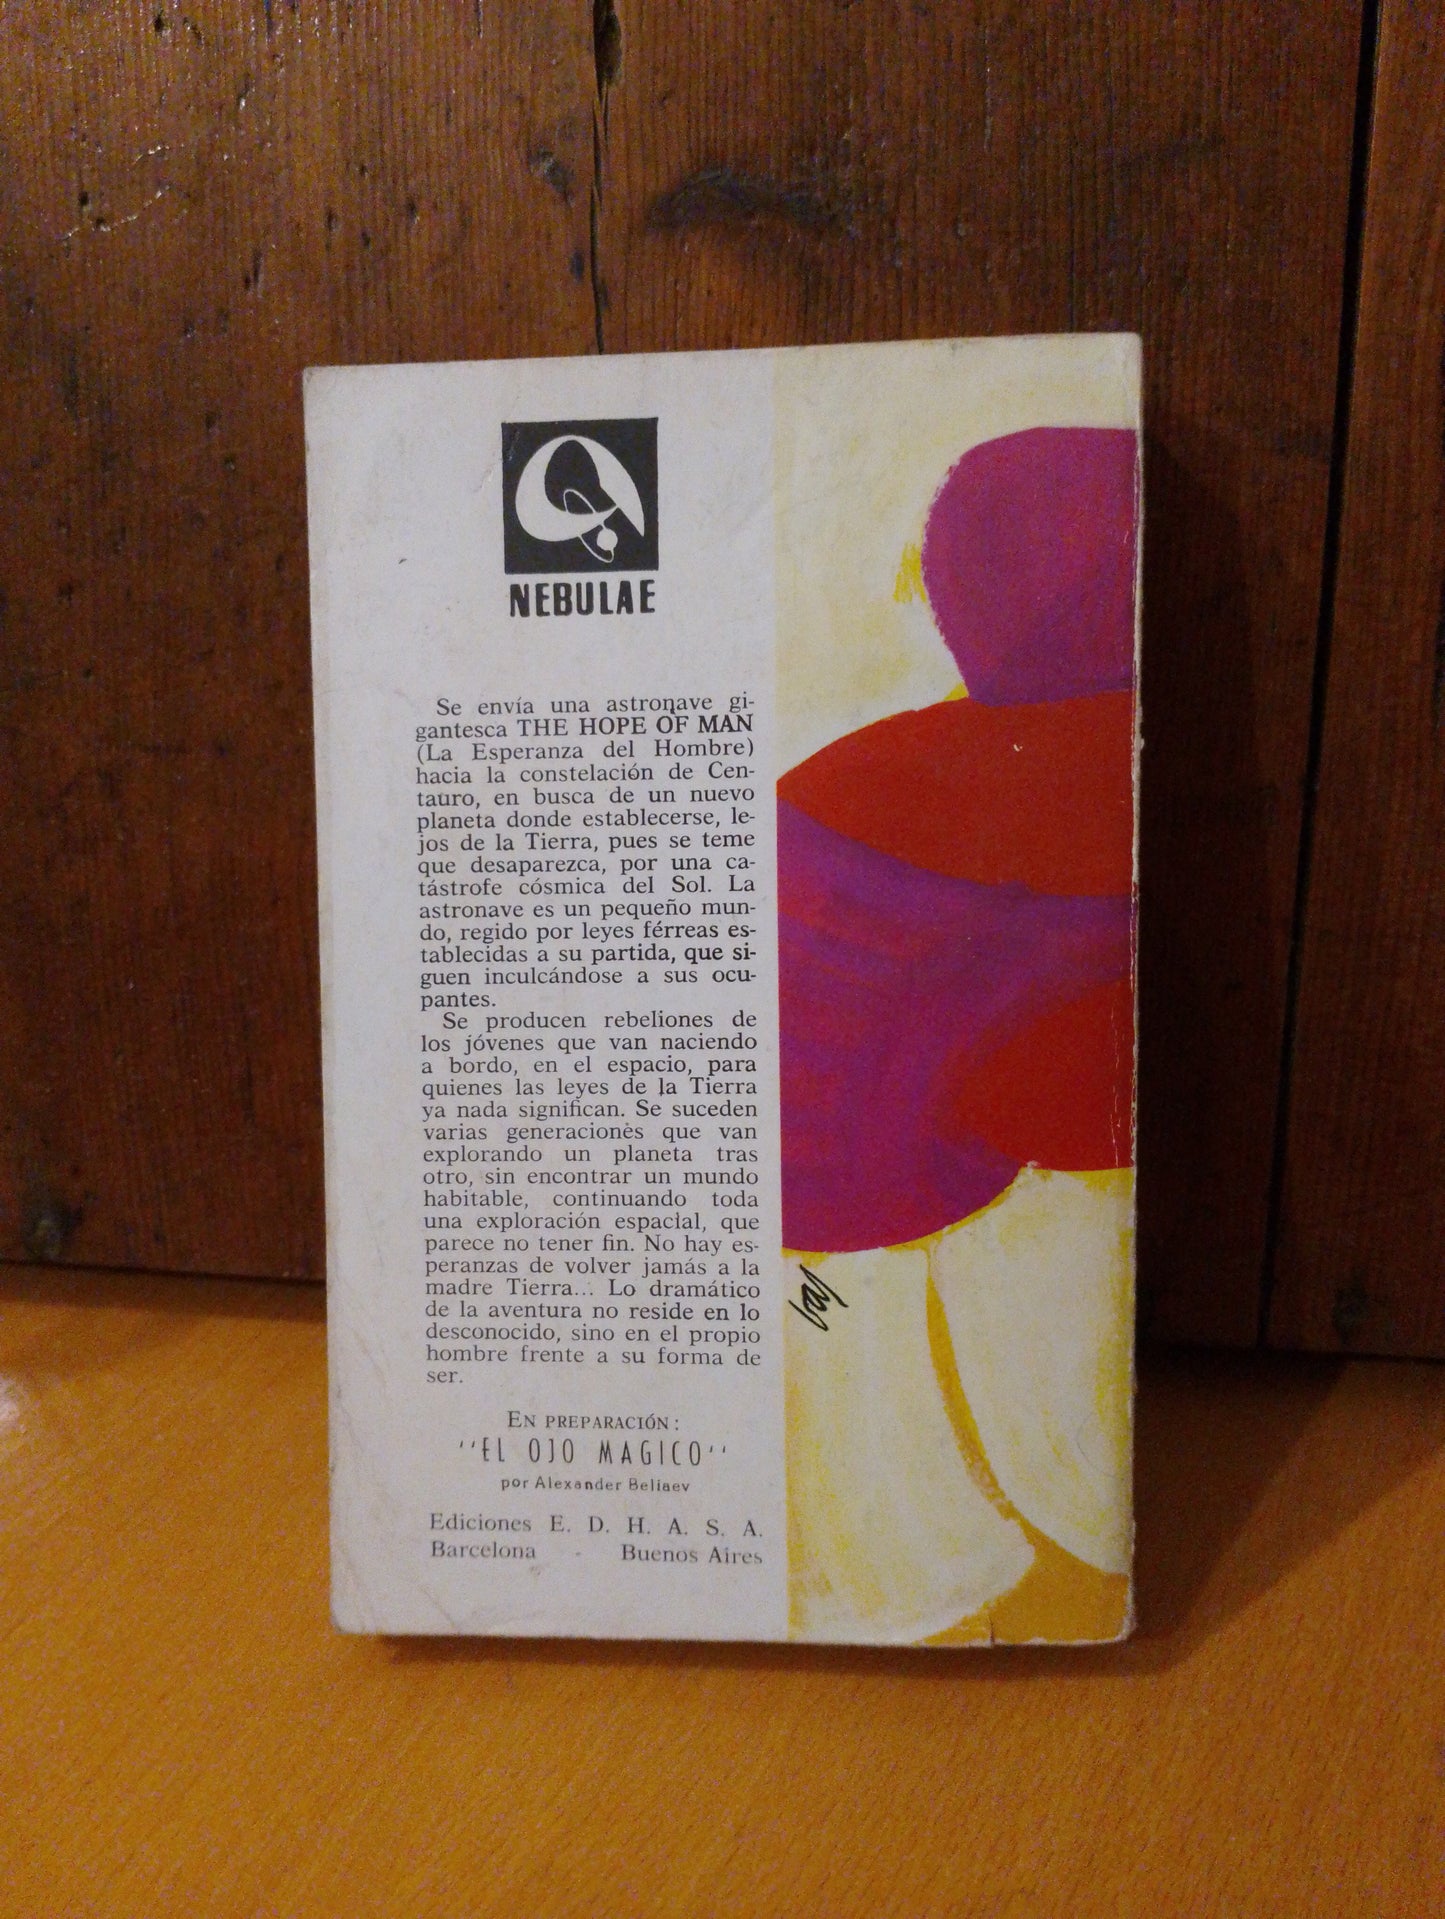 NEBULAE
Se envía una astronave gi-
gantesca THE HOPE OF MAN
(La Esperanza del Hombre)
hacia la constelación de Cen-
tauro, en busca de un nuevo
planeta donde establecerse, le-
jos de la Tierra, pues se teme
que desaparezca, por una ca-
tástrofe cósmica del Sol. La
astronave es un pequeño mun-
do, regido por leyes férreas es-
tablecidas a su partida, que si-
guen inculcándose a sus ocu-
pantes.
Se producen rebeliones de
los jóvenes que van naciendo
a bordo, en el espacio, para
quienes las leyes de la Tierra
ya nada significan. Se suceden
varias generaciones que van
explorando un planeta tras
otro, sin encontrar un mundo
habitable, continuando toda
una exploración espacial, que
parece no tener fin. No hay es-
peranzas de volver jamás a la
madre Tierra... Lo dramático
de la aventura no reside en lo
desconocido, sino en el propio
hombre frente a su forma de
ser.
EN PREPARACIÓN:
''EL OJO MAGICO''
por Alexander Beliaev
Ediciones E. D. H. A. S. A.
Barcelona - Buenos Aires